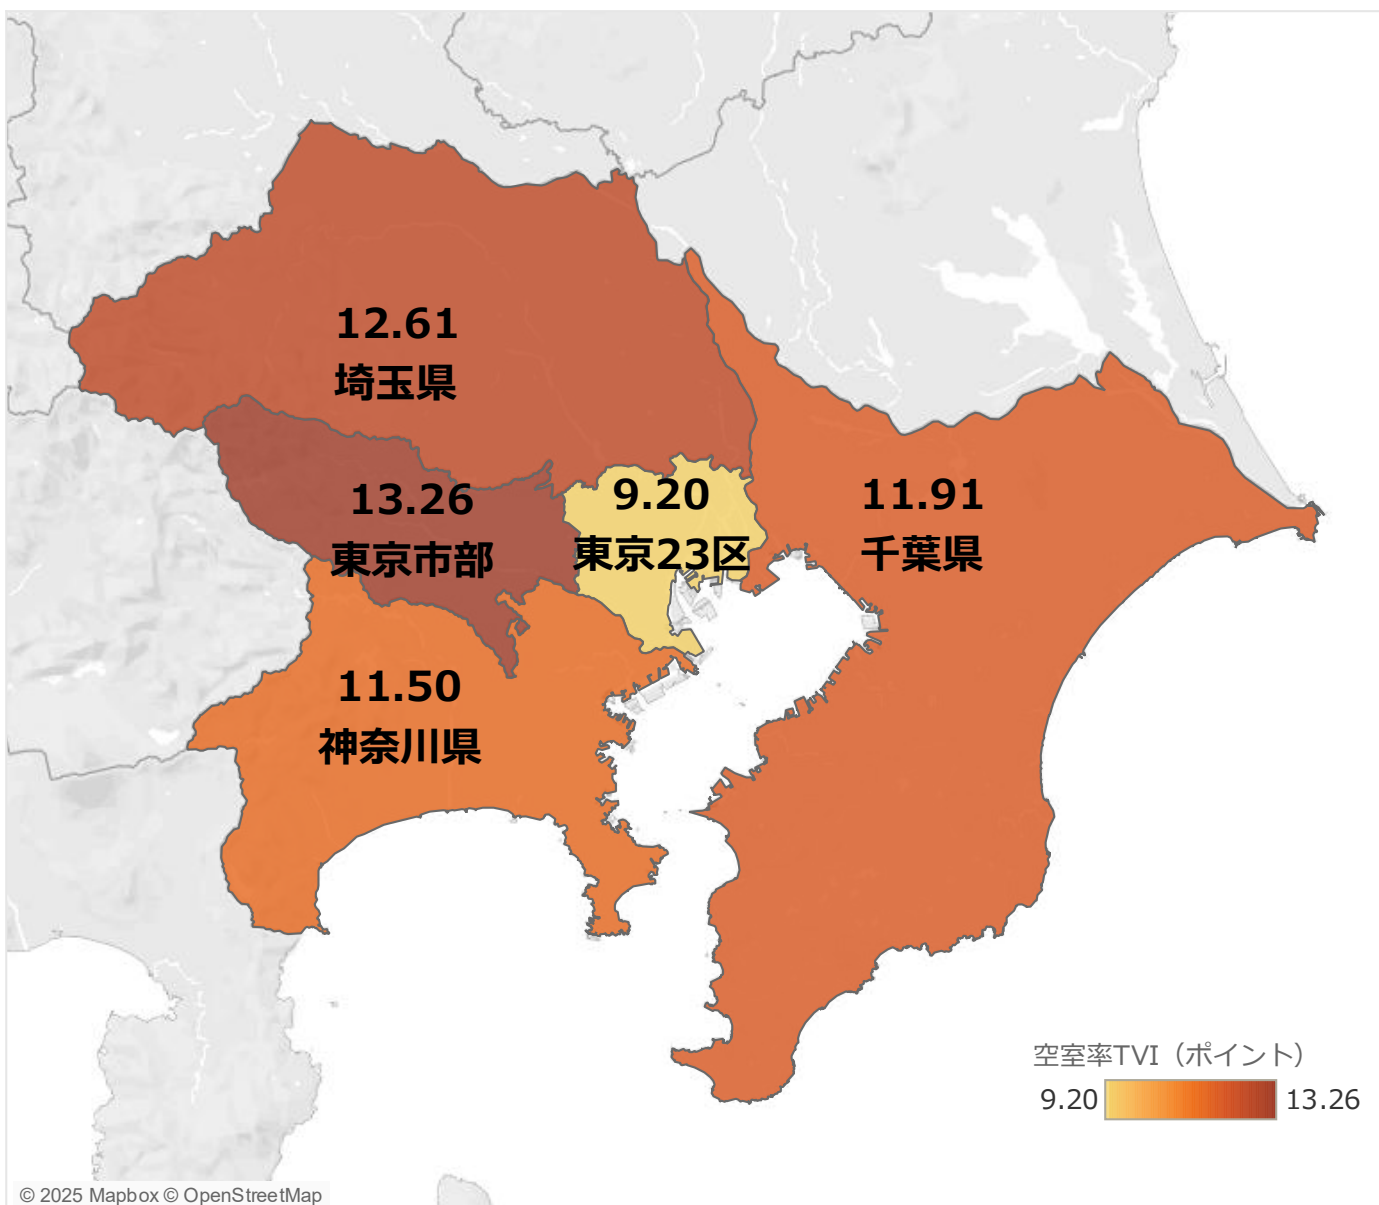 12.61
埼玉県
13.26
東京市部
9.20
東京23区
11.91
千葉県
11.50
神奈川県
空室率TVI（ポイント）
9.20 13.26
© 2025 Mapbox © OpenStreetMap